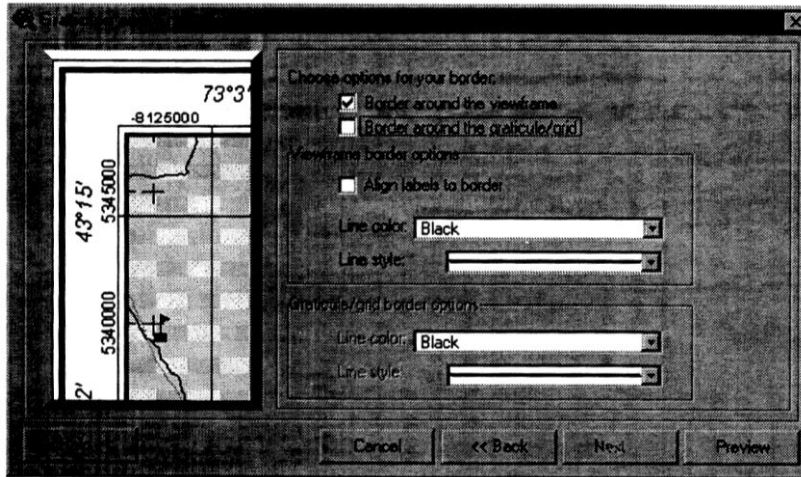 73°3'
-8125000
43°15'
5345000
5340000
2'
Choose options for your border:
Border around the viewframe
Border around the graticule/grid
Viewframe border options
Align labels to border
Line color: Black
Line style:
Graticule/grid border options
Line color: Black
Line style:
Cancel
<< Back
Next
Preview